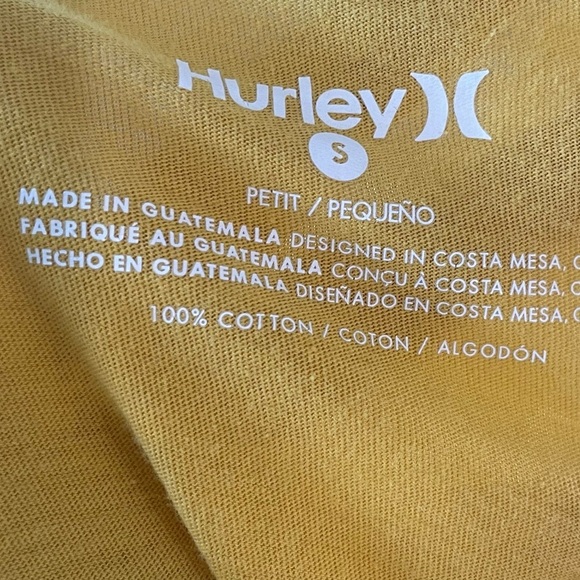 Hurley
S
PETIT / PEQUEÑO
MADE IN GUATEMALA DESIGNED IN COSTA MESA,
FABRIQUÉ AU GUATEMALA CONÇU À COSTA MESA,
HECHO EN GUATEMALA DISEÑADO EN COSTA MESA,
100% COTTON / COTON / ALGODÓN